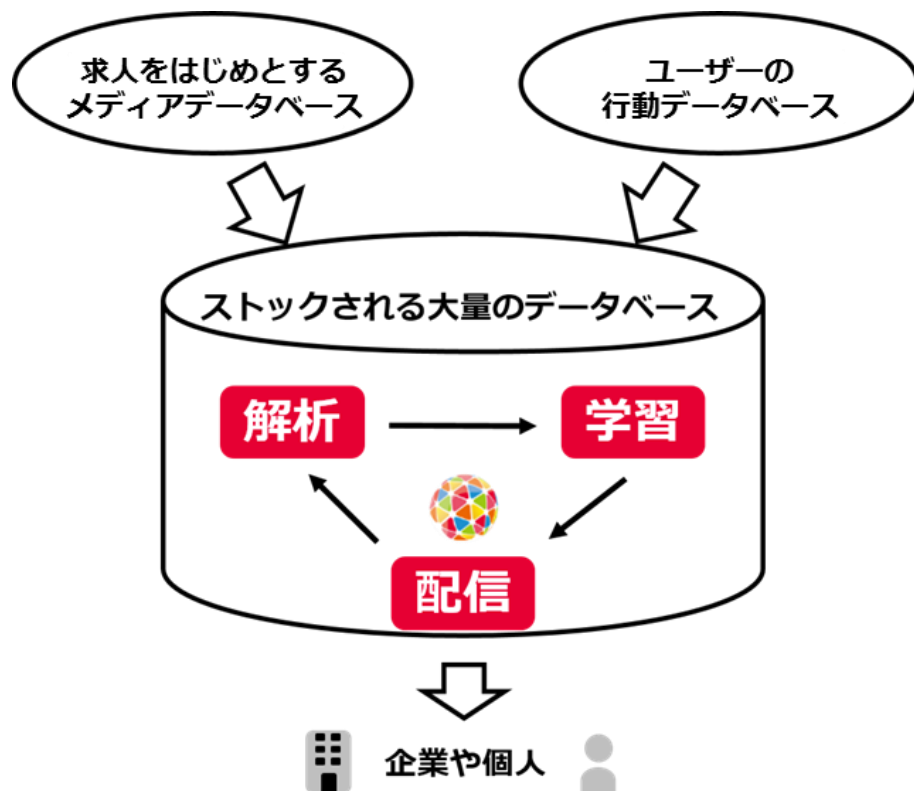 求人をはじめとする
メディアデータベース
ユーザーの
行動データベース
ストックされる大量のデータベース
解析
学習
配信
企業や個人